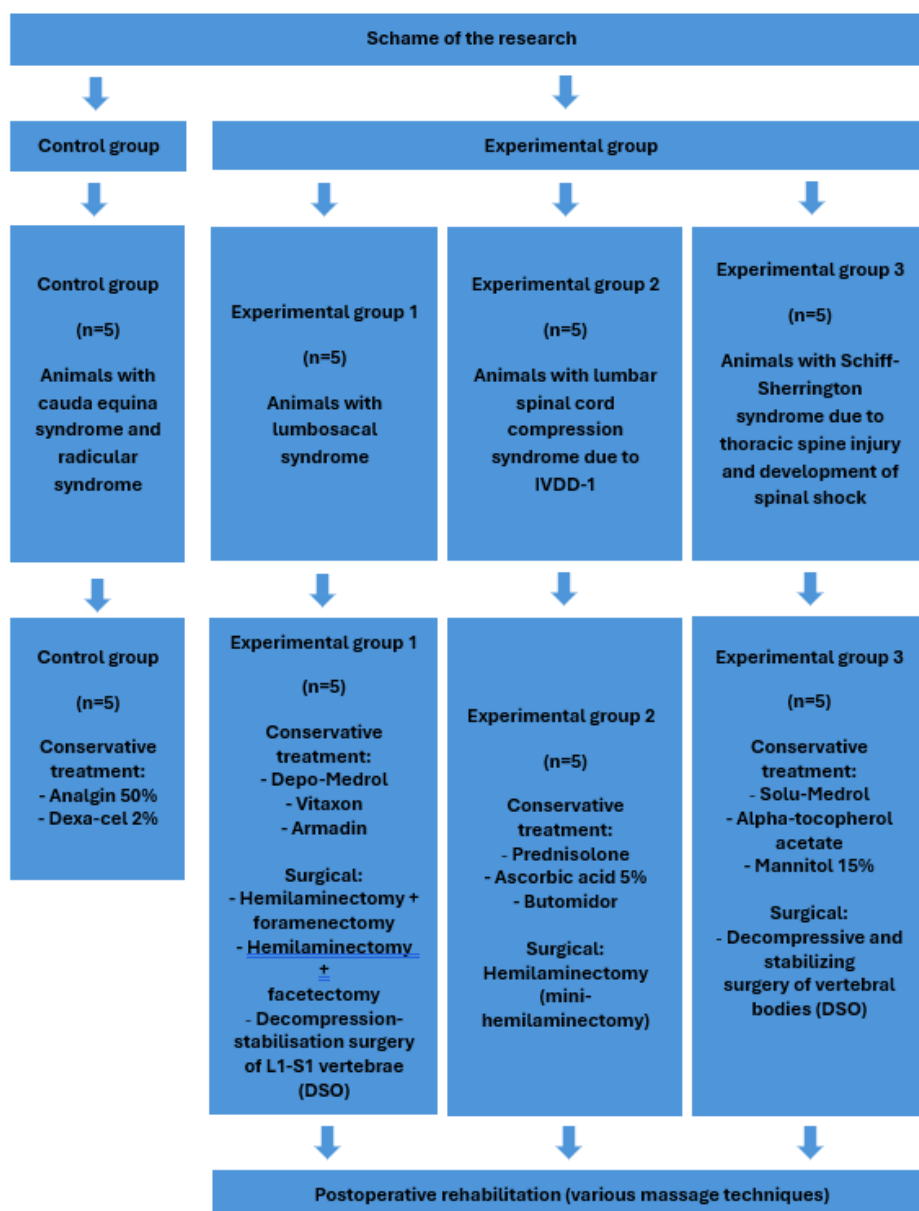 Schame of the research
Control group
Experimental group
Control group
(n=5)
Animals with
cauda equina
syndrome and
radicular
syndrome
Experimental group 1
(n=5)
Animals with
lumbosacal
syndrome
Experimental group 2
(n=5)
Animals with lumbar
spinal cord
compression
syndrome due to
IVDD-1
Experimental group 3
(n=5)
Animals with Schiff-
Sherrington
syndrome due to
thoracic spine injury
and development of
spinal shock
Control group
(n=5)
Conservative
treatment:
- Analgin 50%
- Dexa-cel 2%
Experimental group 1
(n=5)
Conservative
treatment:
- Depo-Medrol
- Vitaxon
- Armadin
Surgical:
- Hemilaminectomy +
foramenectomy
- Hemilaminectomy
+
facetectomy
- Decompression-
stabilisation surgery
of L1-S1 vertebrae
(DSO)
Experimental group 2
(n=5)
Conservative
treatment:
- Prednisolone
- Ascorbic acid 5%
- Butomidor
Surgical:
Hemilaminectomy
(mini-
hemilaminectomy)
Experimental group 3
(n=5)
Conservative
treatment:
- Solu-Medrol
- Alpha-tocopherol
acetate
- Mannitol 15%
Surgical:
- Decompressive and
stabilizing
surgery of vertebral
bodies (DSO)
Postoperative rehabilitation (various massage techniques)